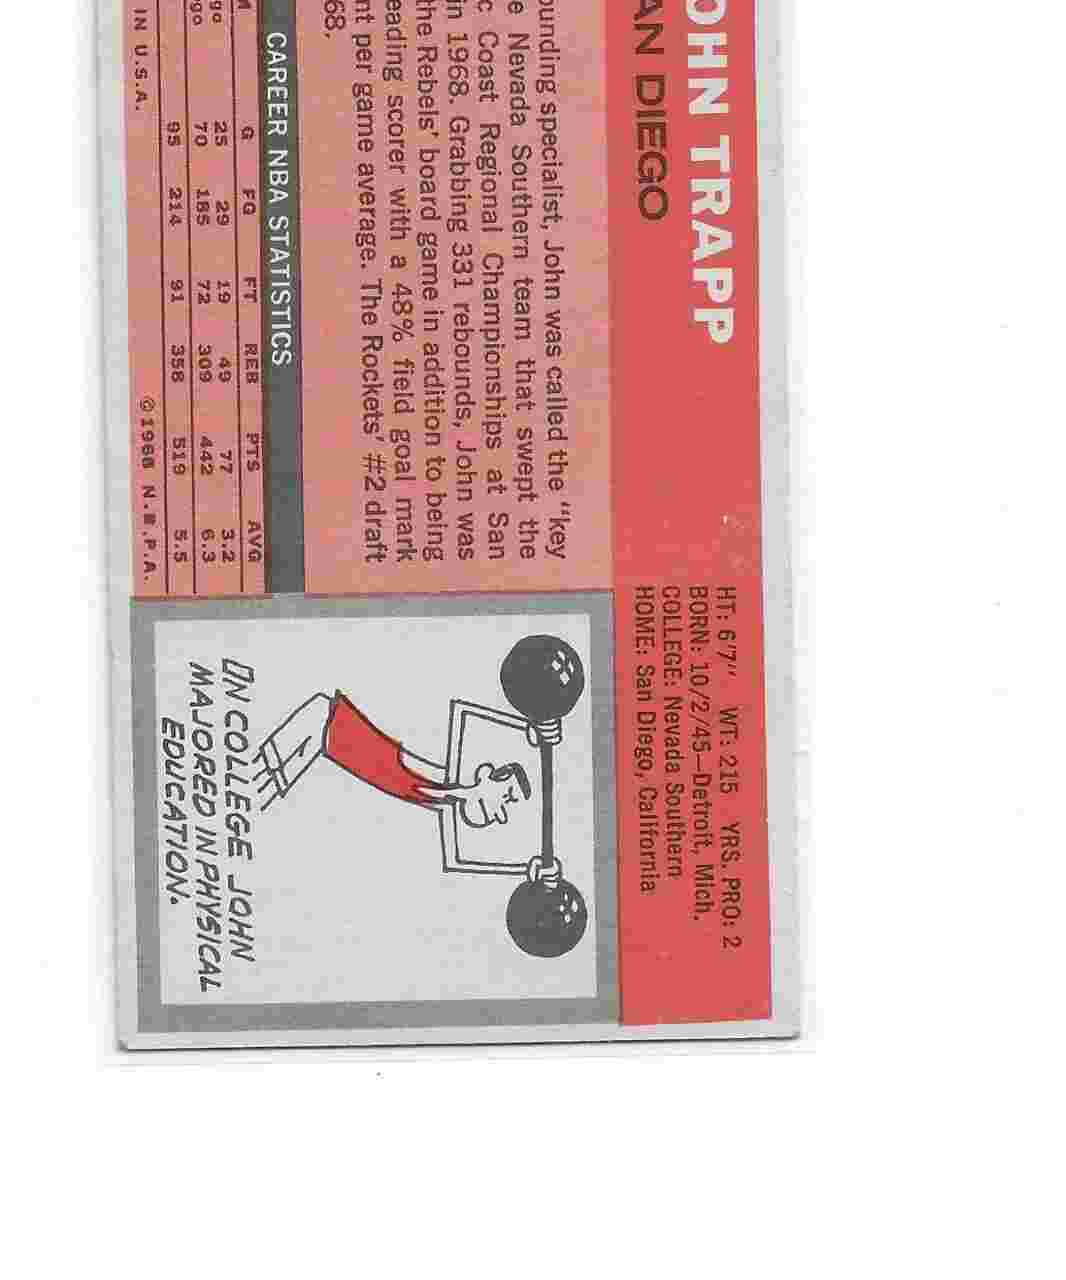 OHN TRAPP
AN DIEGO
HT: 6'7" WT: 215 YRS. PRO: 2
BORN: 10/2/45—Detroit, Mich.
COLLEGE: Nevada Southern
HOME: San Diego, California
ounding specialist, John was called the "key
e Nevada Southern team that swept the
c Coast Regional Championships at San
in 1968. Grabbing 331 rebounds, John was
the Rebels' board game in addition to being
eading scorer with a 48% field goal mark
nt per game average. The Rockets' #2 draft
68.
CAREER NBA STATISTICS
M G FG FT REB PTS AVG
go 25 29 19 49 77 3.2
go 70 185 72 309 442 6.3
95 214 91 358 519 5.5
IN U.S.A. ©1968 N.B.P.A.
IN COLLEGE JOHN
MAJORED IN PHYSICAL
EDUCATION.